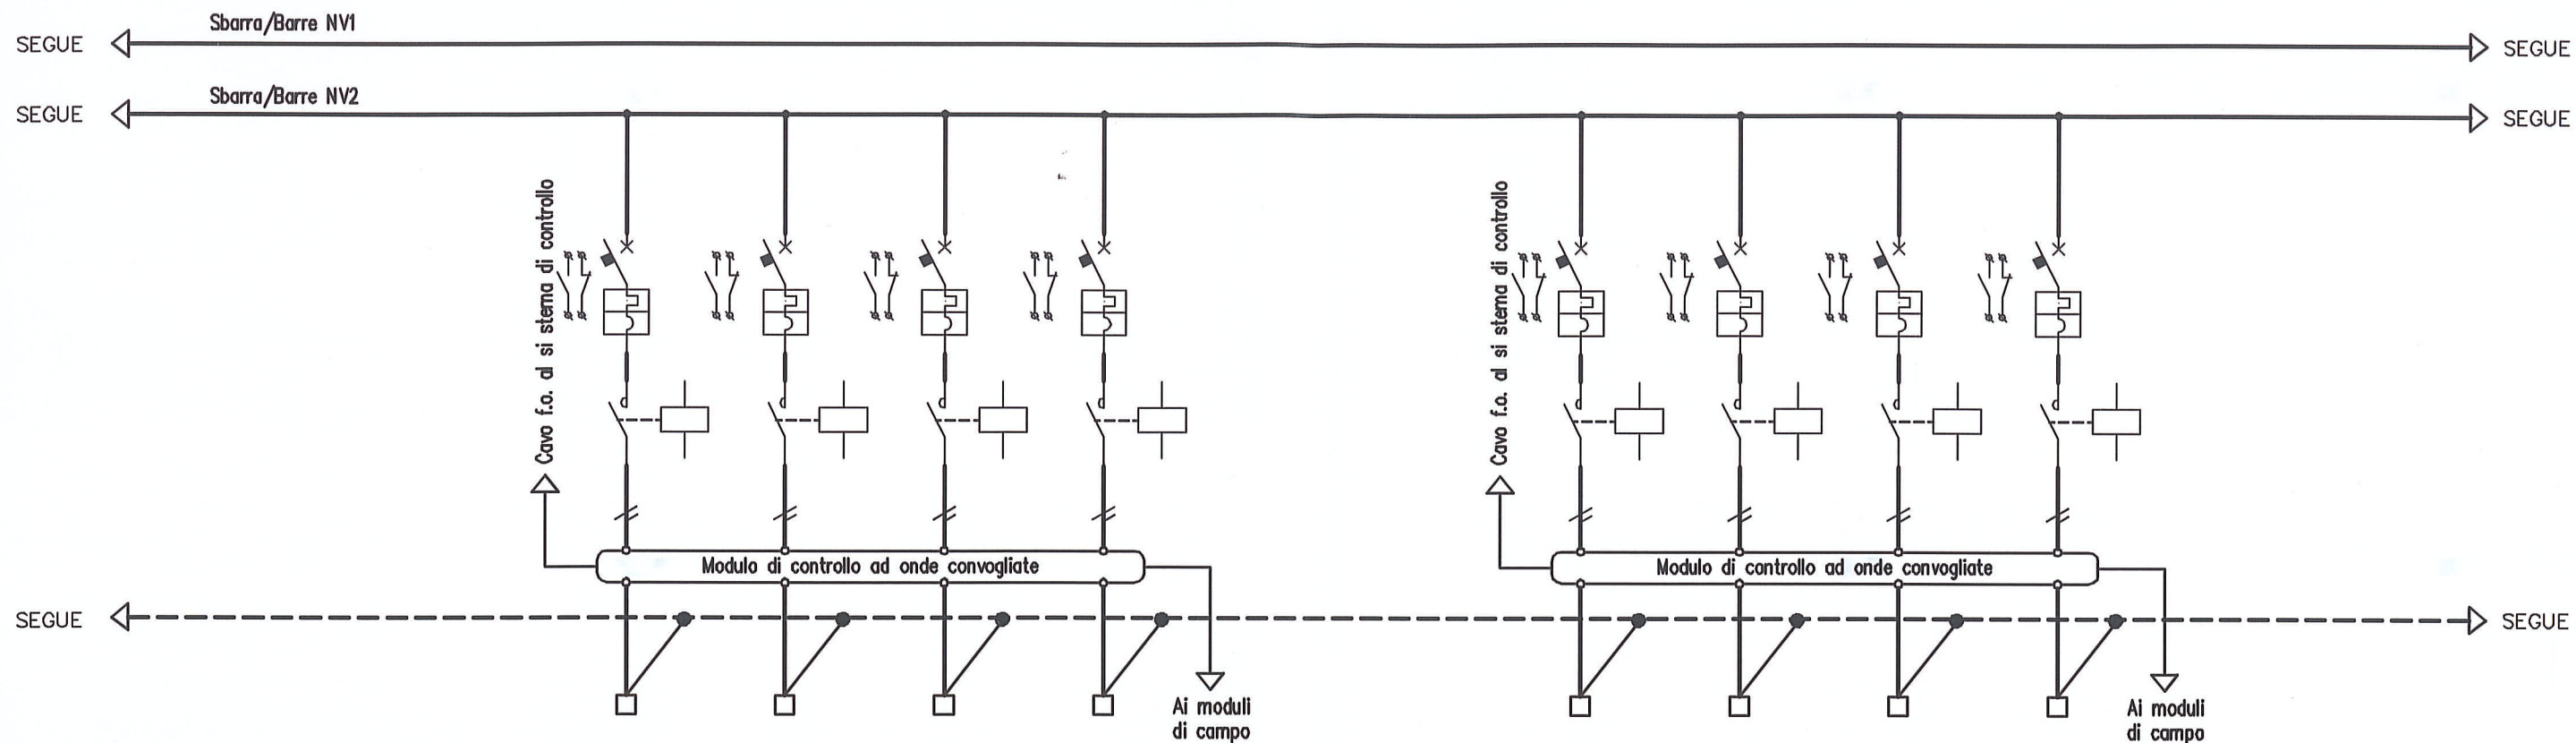 Sbarra/Barre NV1
SEGUE
SEGUE
Sbarra/Barre NV2
SEGUE
SEGUE
Cavo f.o. al si stema di controllo
Cavo f.o. al si stema di controllo
Modulo di controllo ad onde convogliate
Modulo di controllo ad onde convogliate
SEGUE
SEGUE
Ai moduli
di campo
Ai moduli
di campo